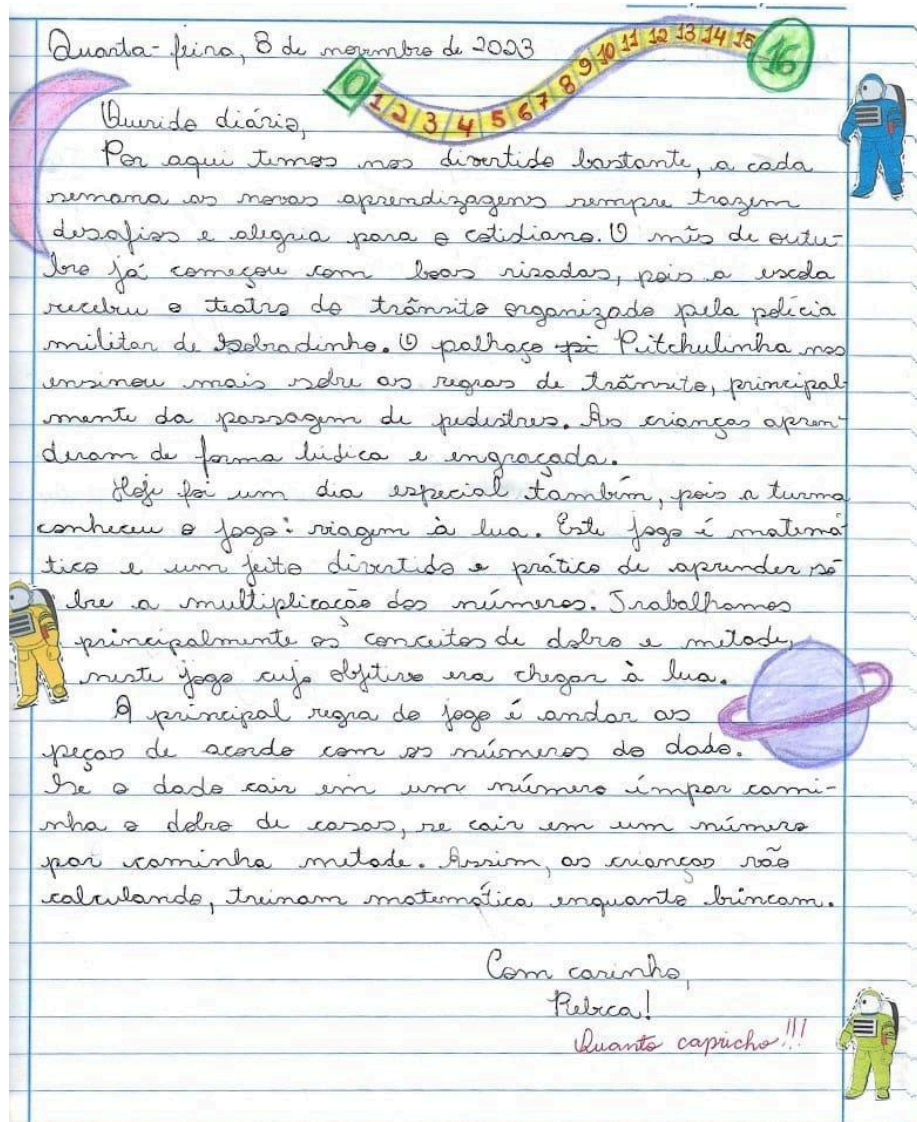 Quarta-feira, 8 de novembro de 2023
0 1 2 3 4 5 6 7 8 9 10 11 12 13 14 15 16
Querido diário,
Por aqui temos nos divertido bastante, a cada
semana as novas aprendizagens sempre trazem
desafios e alegria para o cotidiano. O mês de outu-
bro já começou com boas risadas, pois a escola
recebeu o teatro do trânsito organizado pela polícia
militar de Sobradinho. O palhaço pi Pitchulinha nos
ensinou mais sobre as regras de trânsito, principal-
mente da passagem de pedestres. As crianças apren-
deram de forma lúdica e engraçada.
Hoje foi um dia especial também, pois a turma
conheceu o jogo: viagem à lua. Este jogo é matemá-
tico e um jeito divertido e prático de aprender so-
bre a multiplicação dos números. Trabalhamos
principalmente os conceitos de dobro e metade,
neste jogo cujo objetivo era chegar à lua.
A principal regra do jogo é andar as
peças de acordo com os números do dado.
Se o dado cair em um número ímpar cami-
nha o dobro de casas, se cair em um número
par caminha metade. Assim, as crianças vão
calculando, treinam matemática enquanto brincam.
Com carinho,
Rebeca!
Quanto capricho!!!